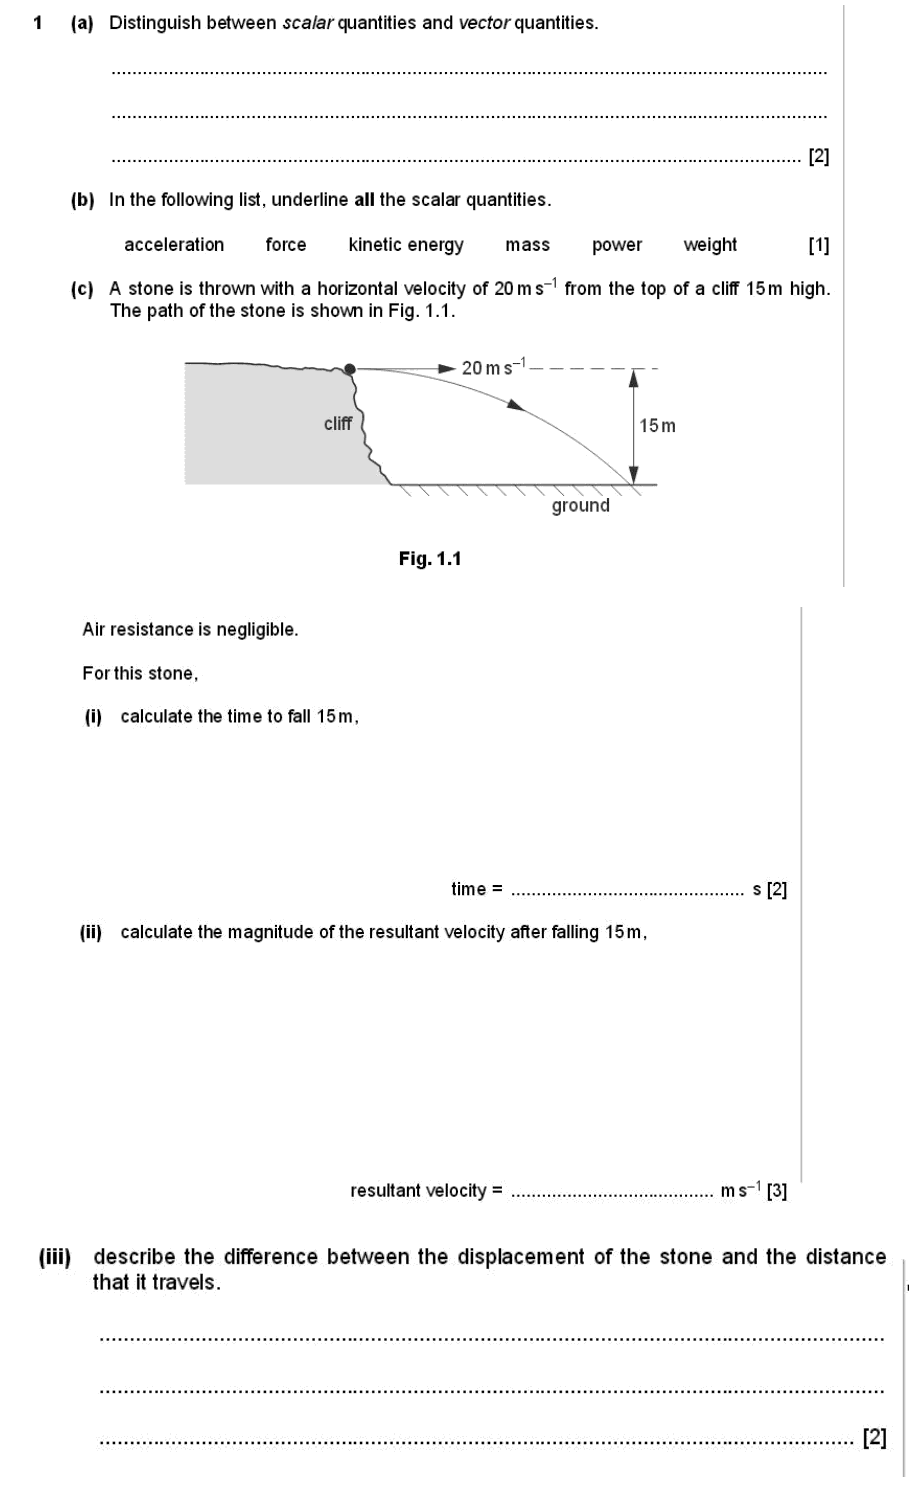 1 (a) Distinguish between scalar quantities and vector quantities.
........................................................................................................................................
........................................................................................................................................
................................................................................................................................... [2]
(b) In the following list, underline all the scalar quantities.
acceleration force kinetic energy mass power weight [1]
(c) A stone is thrown with a horizontal velocity of 20 m s⁻¹ from the top of a cliff 15 m high.
The path of the stone is shown in Fig. 1.1.
20 m s⁻¹
cliff
15 m
ground
Fig. 1.1
Air resistance is negligible.
For this stone,
(i) calculate the time to fall 15 m,
time = ............................................. s [2]
(ii) calculate the magnitude of the resultant velocity after falling 15 m,
resultant velocity = ....................................... m s⁻¹ [3]
(iii) describe the difference between the displacement of the stone and the distance
that it travels.
........................................................................................................................................
........................................................................................................................................
................................................................................................................................... [2]